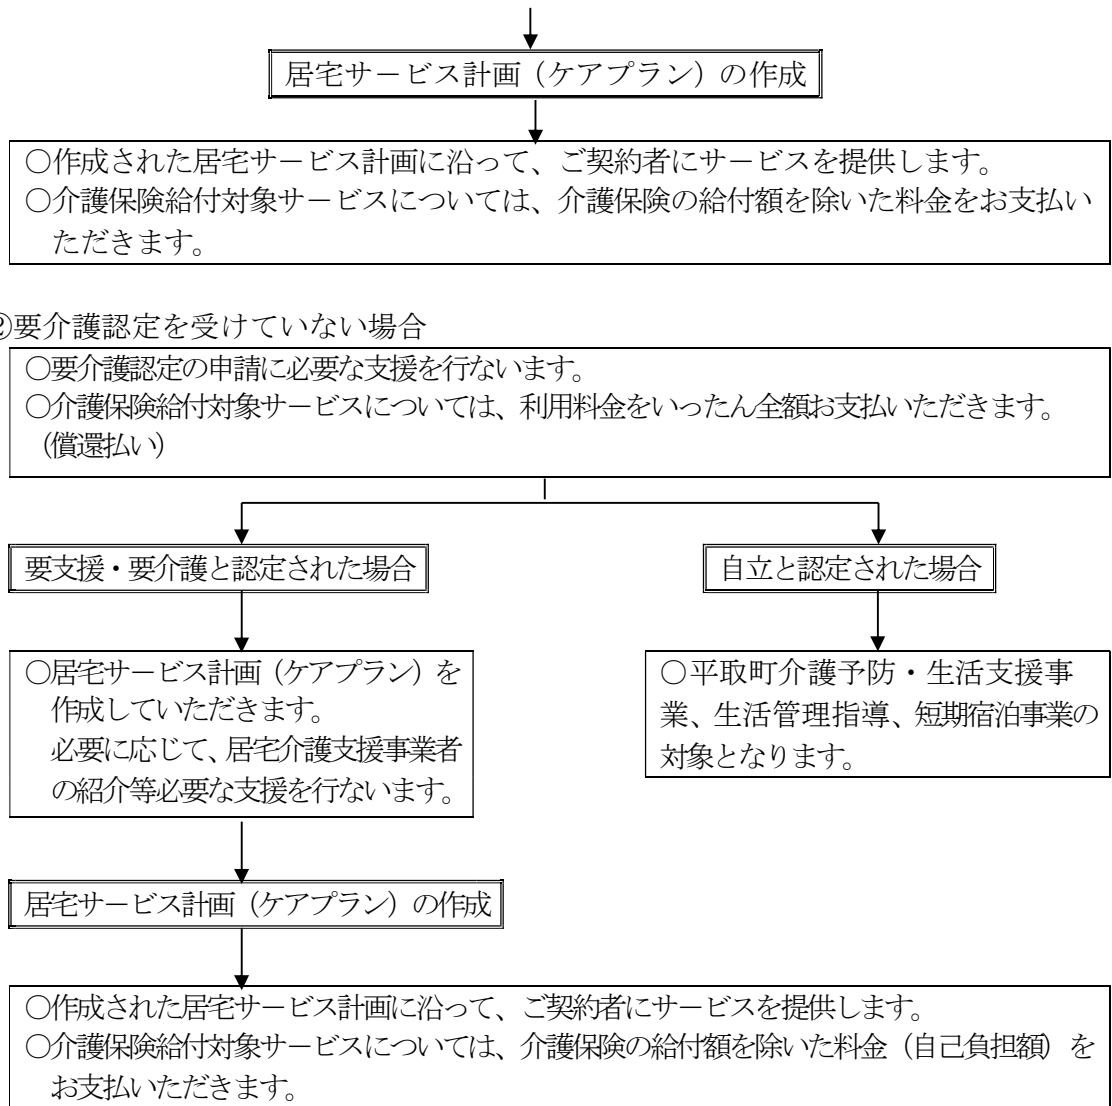 居宅サービス計画（ケアプラン）の作成
○作成された居宅サービス計画に沿って、ご契約者にサービスを提供します。
○介護保険給付対象サービスについては、介護保険の給付額を除いた料金をお支払い
ただきます。
②要介護認定を受けていない場合
○要介護認定の申請に必要な支援を行ないます。
○介護保険給付対象サービスについては、利用料金をいったん全額お支払いただきます。
（償還払い）
要支援・要介護と認定された場合
自立と認定された場合
○居宅サービス計画（ケアプラン）を
作成していただきます。
必要に応じて、居宅介護支援事業者
の紹介等必要な支援を行ないます。
○平取町介護予防・生活支援事
業、生活管理指導、短期宿泊事業の
対象となります。
居宅サービス計画（ケアプラン）の作成
○作成された居宅サービス計画に沿って、ご契約者にサービスを提供します。
○介護保険給付対象サービスについては、介護保険の給付額を除いた料金（自己負担額）を
お支払いただきます。